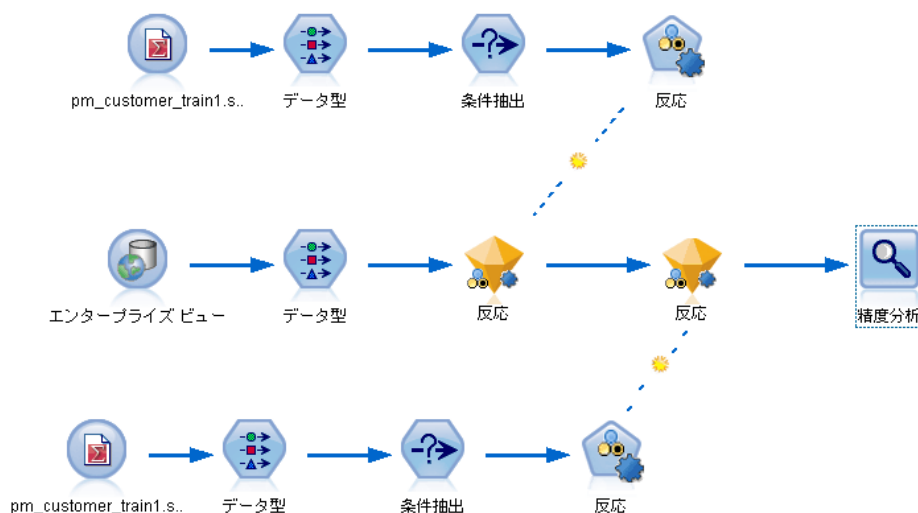 pm_customer_train1.s..
データ型
条件抽出
反応
エンタープライズ ビュー
データ型
反応
反応
精度分析
pm_customer_train1.s..
データ型
条件抽出
反応